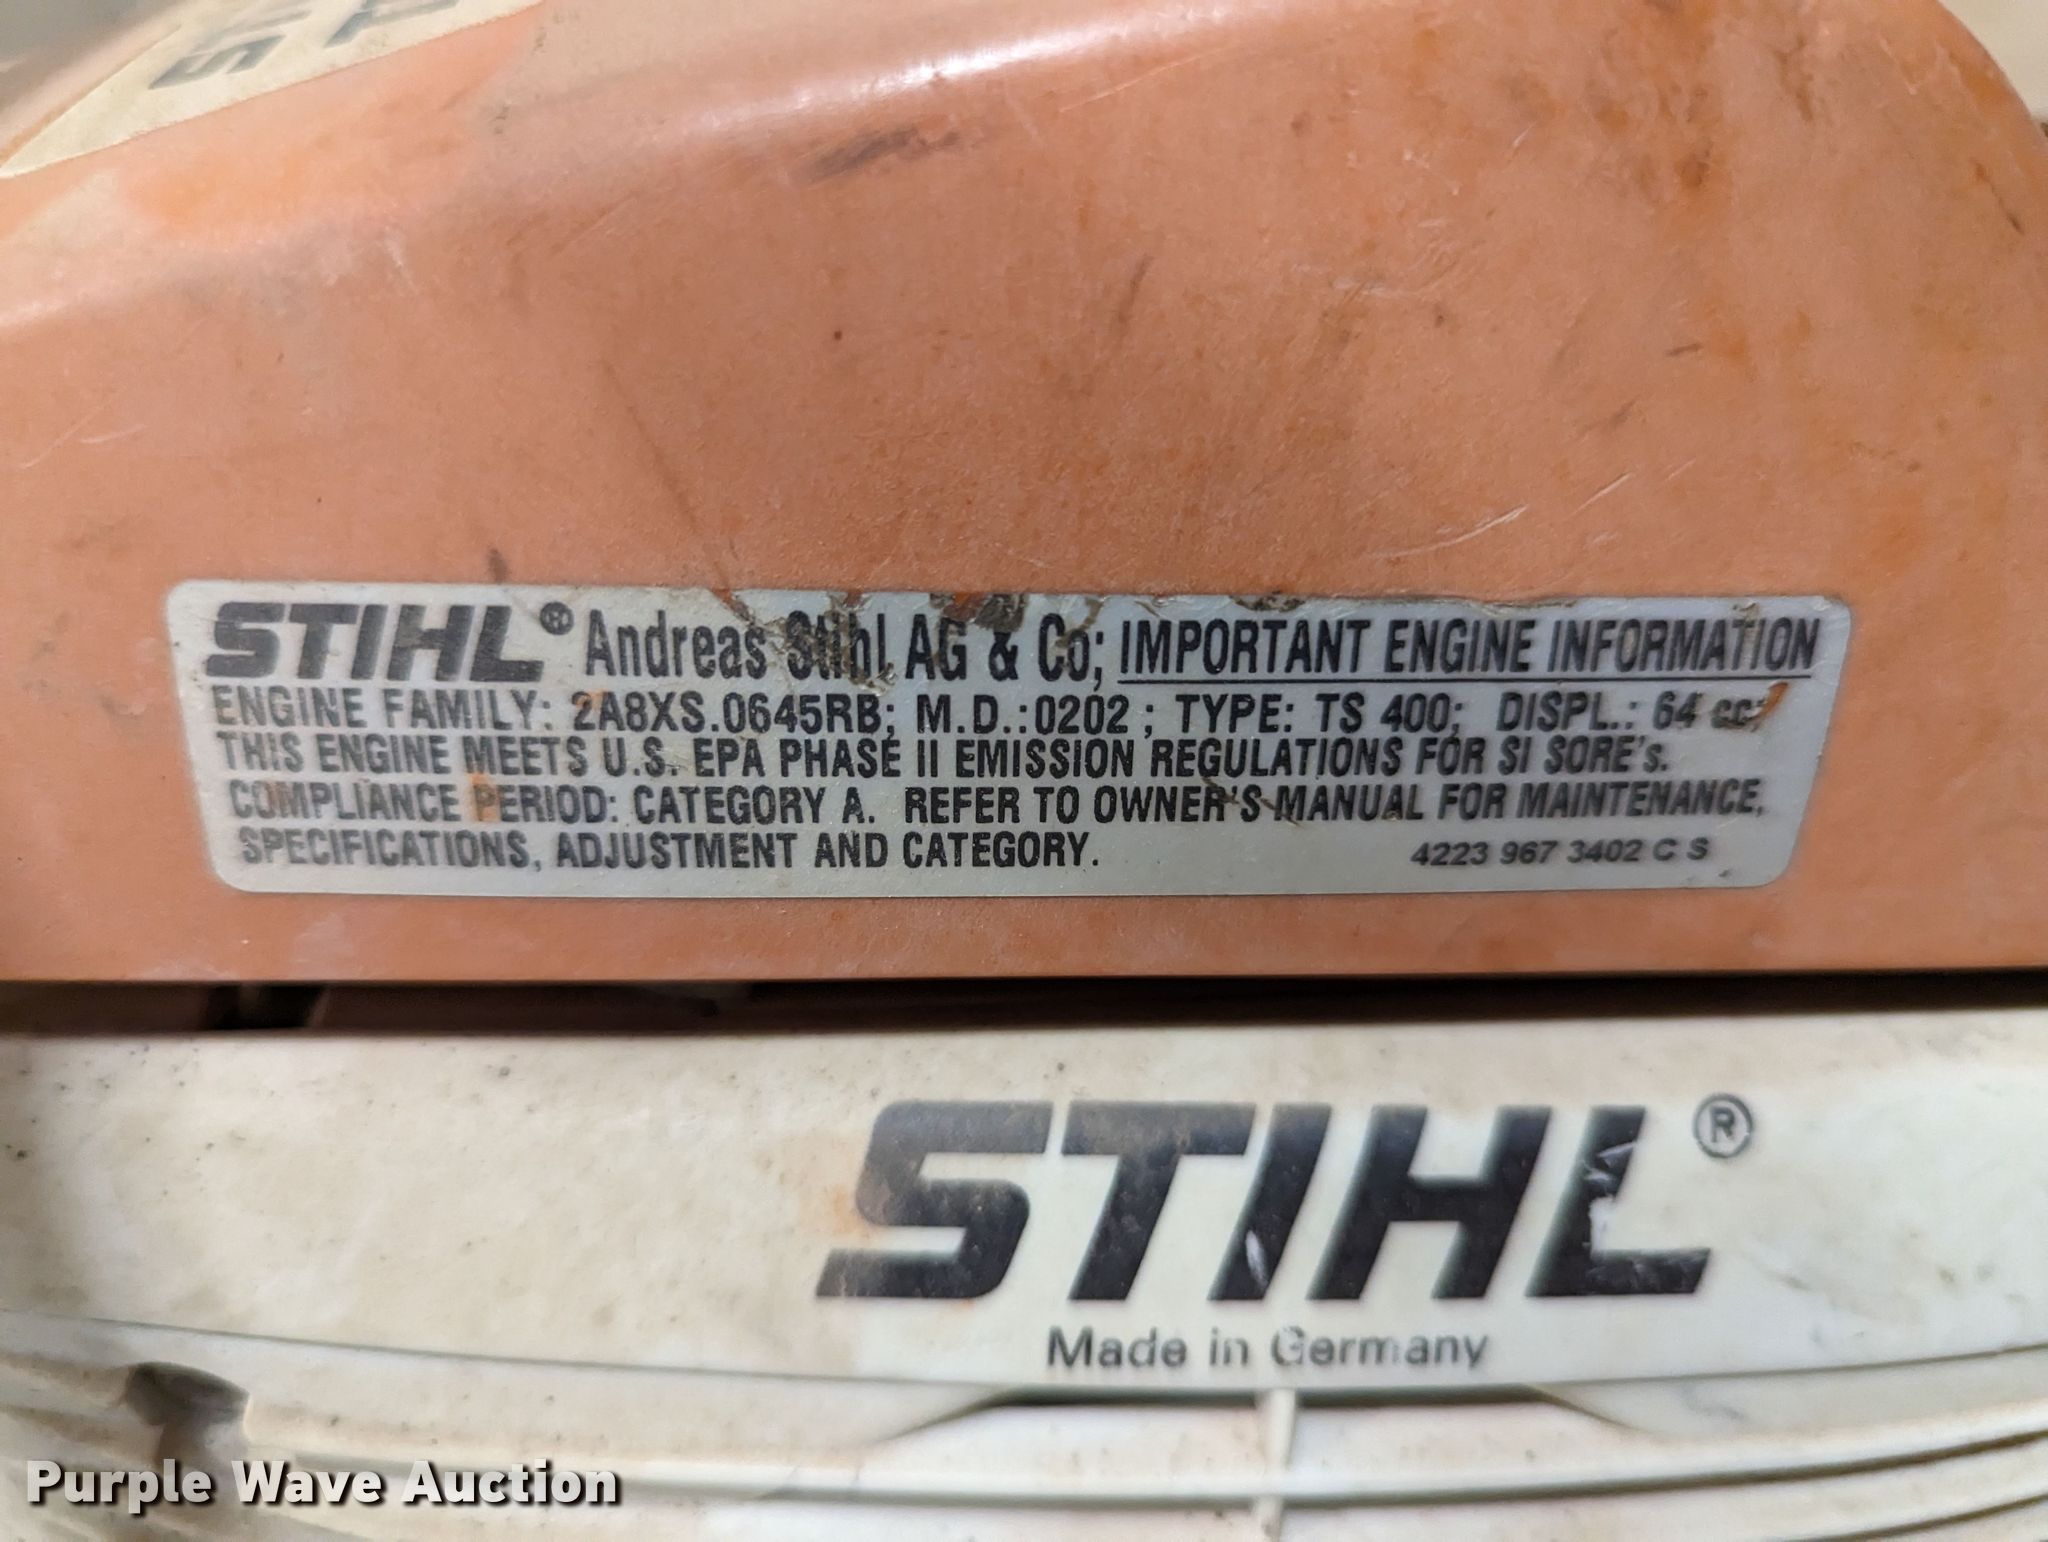 STIHL® Andreas Stihl AG & Co; IMPORTANT ENGINE INFORMATION
ENGINE FAMILY: 2A8XS.0645RB; M.D.:0202 ; TYPE: TS 400; DISPL.: 64 cc;
THIS ENGINE MEETS U.S. EPA PHASE II EMISSION REGULATIONS FOR SI SORE's.
COMPLIANCE PERIOD: CATEGORY A. REFER TO OWNER'S MANUAL FOR MAINTENANCE,
SPECIFICATIONS, ADJUSTMENT AND CATEGORY.
4223 967 3402 C S
STIHL®
Made in Germany
Purple Wave Auction